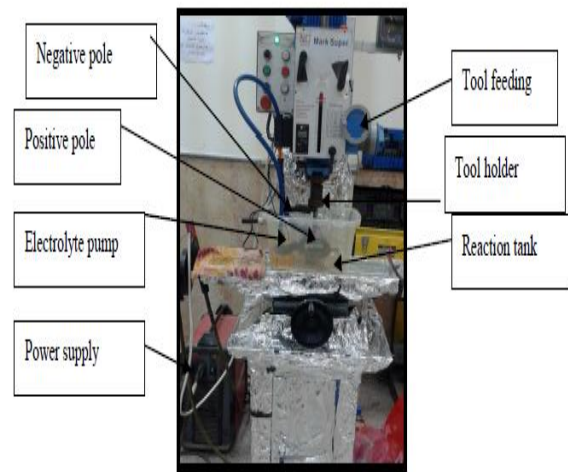 Negative pole
Positive pole
Electrolyte pump
Power supply
Mark Super
Tool feeding
Tool holder
Reaction tank